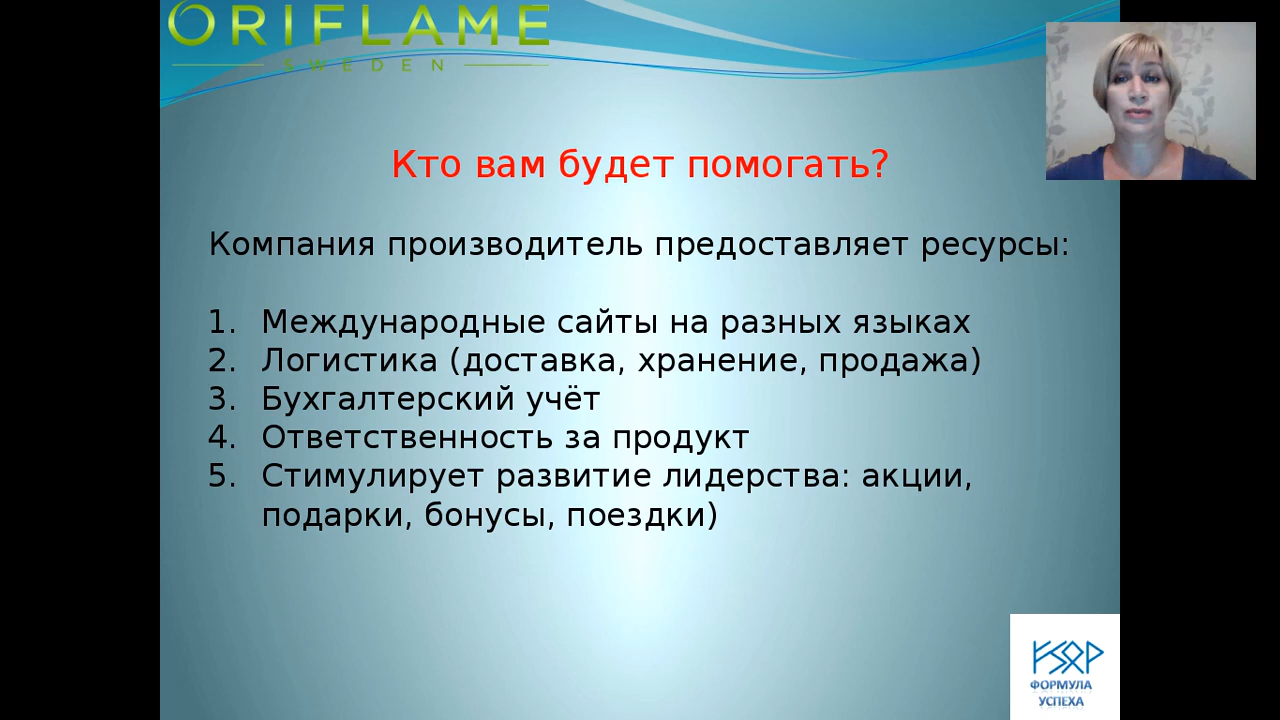 ORIFLAME
SWEDEN
Кто вам будет помогать?
Компания производитель предоставляет ресурсы:
1. Международные сайты на разных языках
2. Логистика (доставка, хранение, продажа)
3. Бухгалтерский учёт
4. Ответственность за продукт
5. Стимулирует развитие лидерства: акции,
подарки, бонусы, поездки)
ФОРМУЛА
УСПЕХА